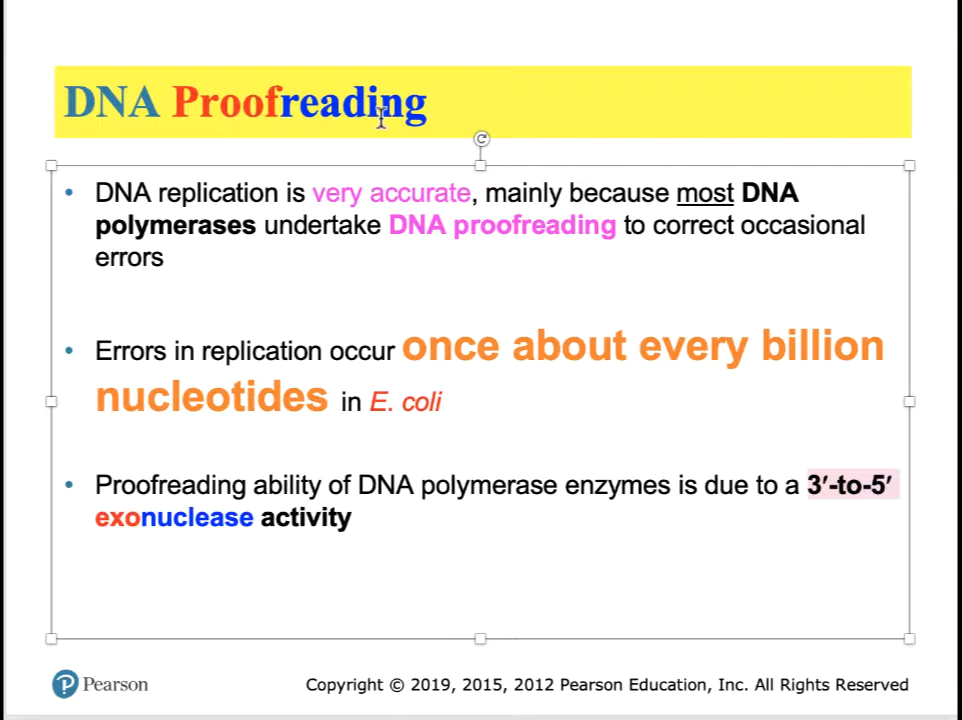 DNA Proofreading
• DNA replication is very accurate, mainly because most DNA
polymerases undertake DNA proofreading to correct occasional
errors
• Errors in replication occur once about every billion
nucleotides in E. coli
• Proofreading ability of DNA polymerase enzymes is due to a 3′-to-5′
exonuclease activity
P Pearson
Copyright © 2019, 2015, 2012 Pearson Education, Inc. All Rights Reserved